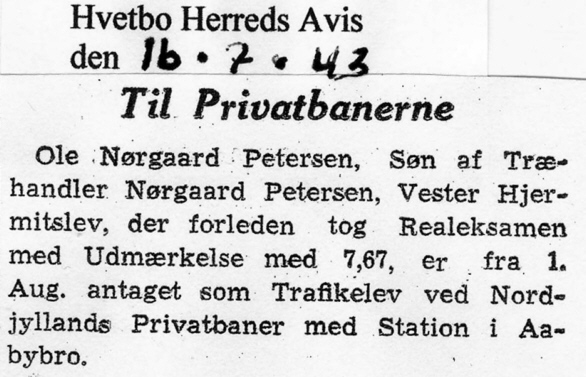 Hvetbo Herreds Avis
den 16.7.43
Til Privatbanerne
Ole Nørgaard Petersen, Søn af Træ-
handler Nørgaard Petersen, Vester Hjer-
mitslev, der forleden tog Realeksamen
med Udmærkelse med 7,67, er fra 1.
Aug. antaget som Trafikelev ved Nord-
jyllands Privatbaner med Station i Aa-
bybro.